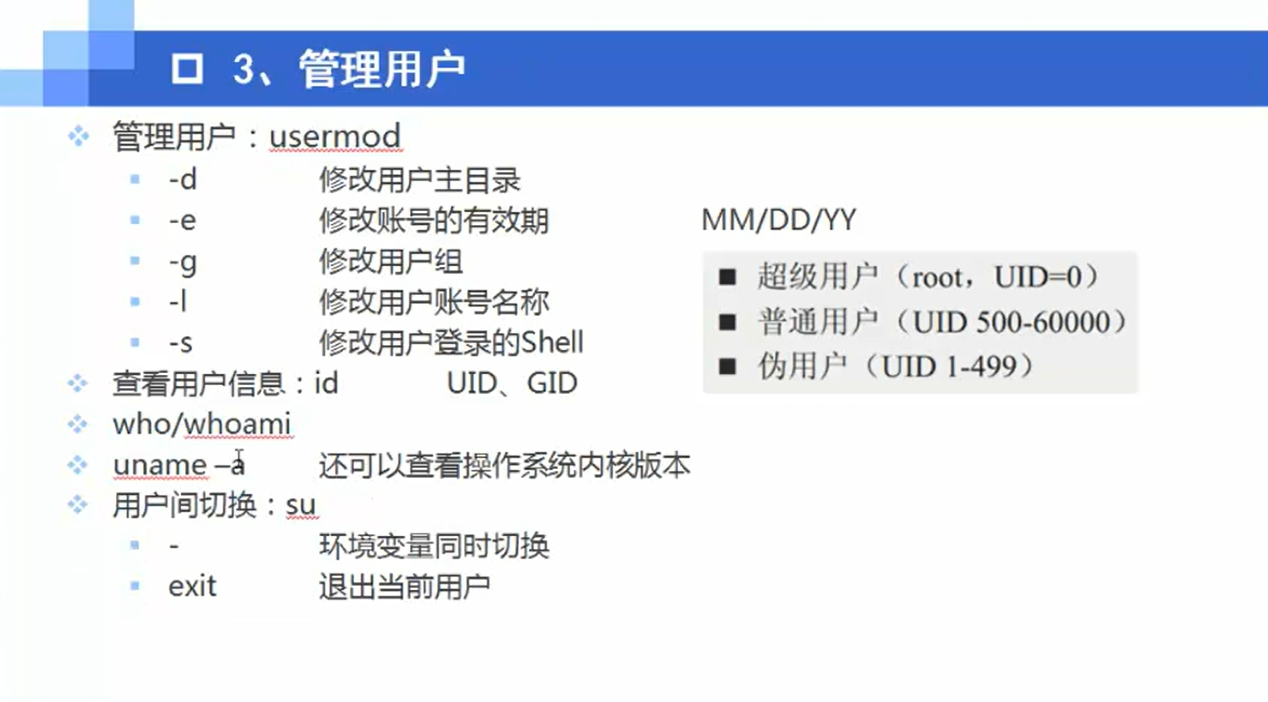 3、管理用户
管理用户：usermod
-d 修改用户主目录
-e 修改账号的有效期 MM/DD/YY
-g 修改用户组
-l 修改用户账号名称
-s 修改用户登录的Shell
超级用户（root，UID=0）
普通用户（UID 500-60000）
伪用户（UID 1-499）
查看用户信息：id UID、GID
who/whoami
uname –a 还可以查看操作系统内核版本
用户间切换：su
- 环境变量同时切换
exit 退出当前用户